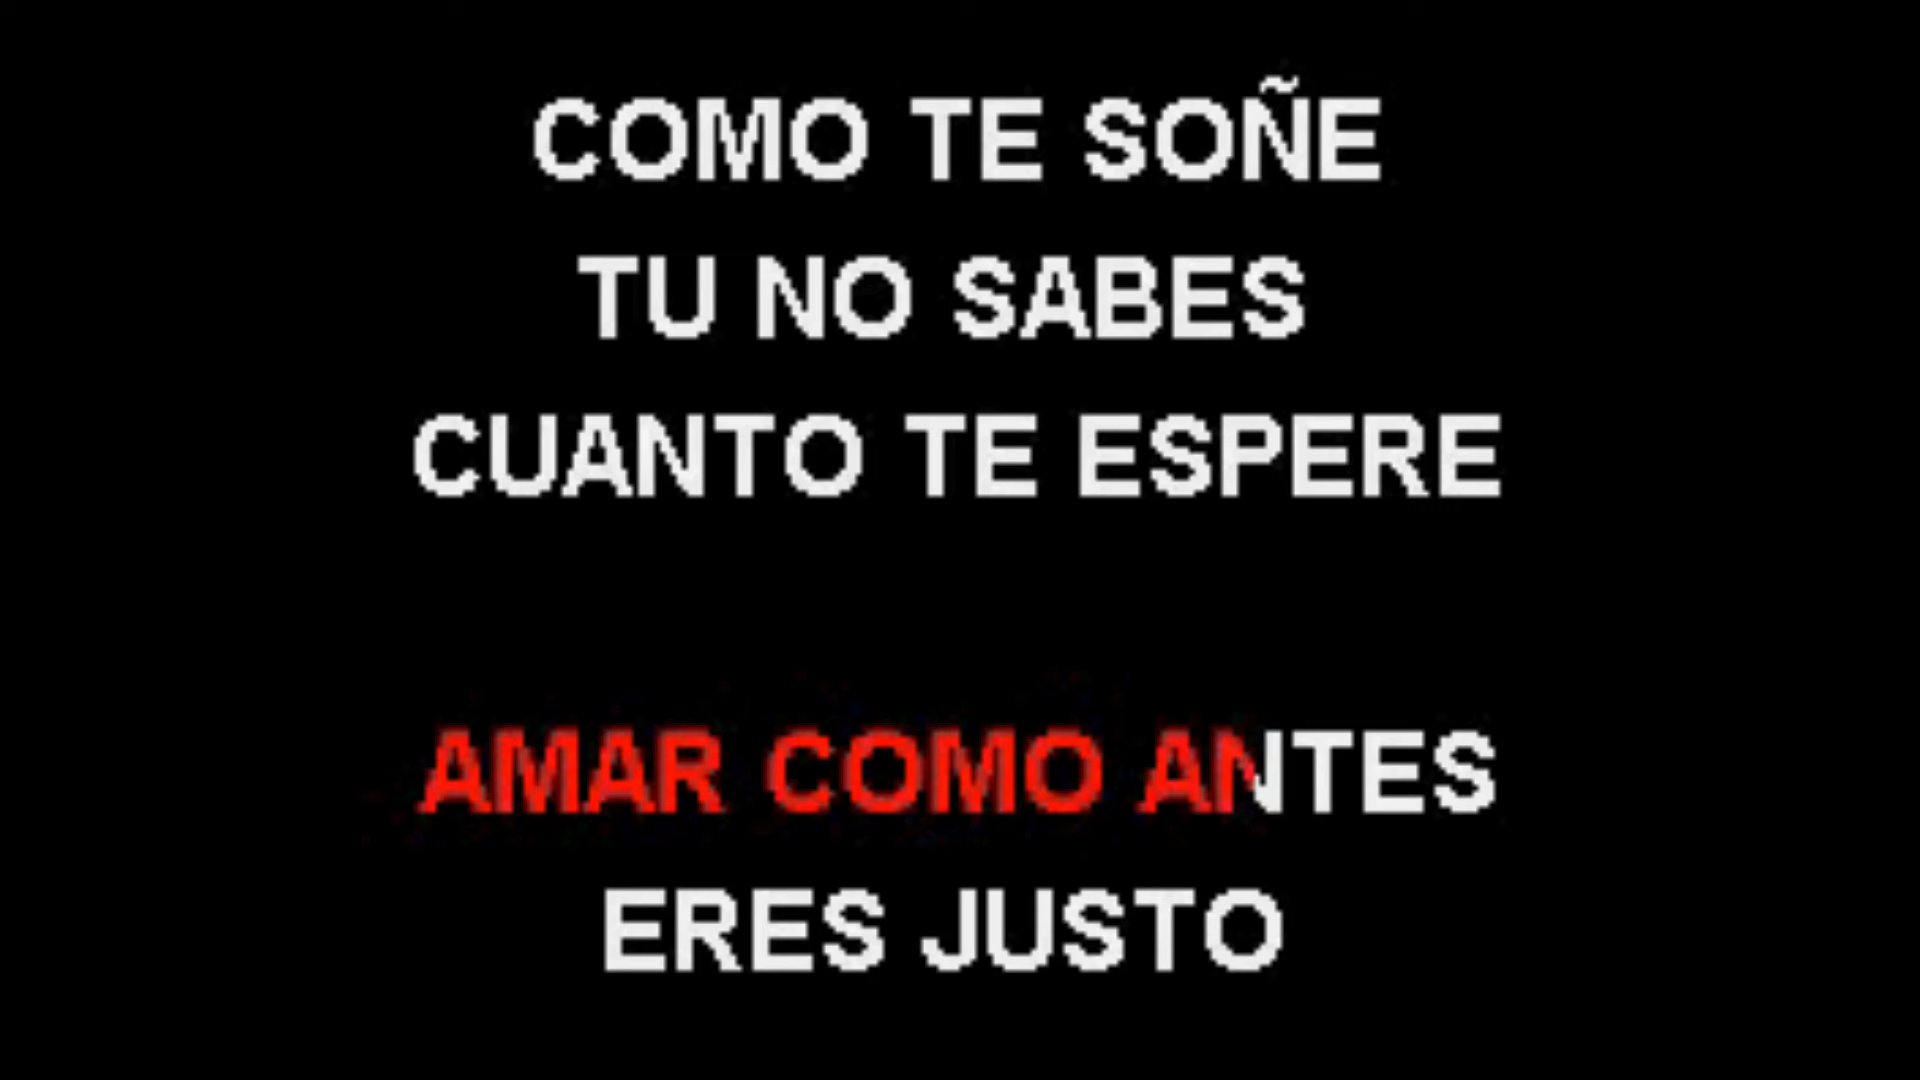 COMO TE SOÑE
TU NO SABES
CUANTO TE ESPERE
AMAR COMO ANTES
ERES JUSTO